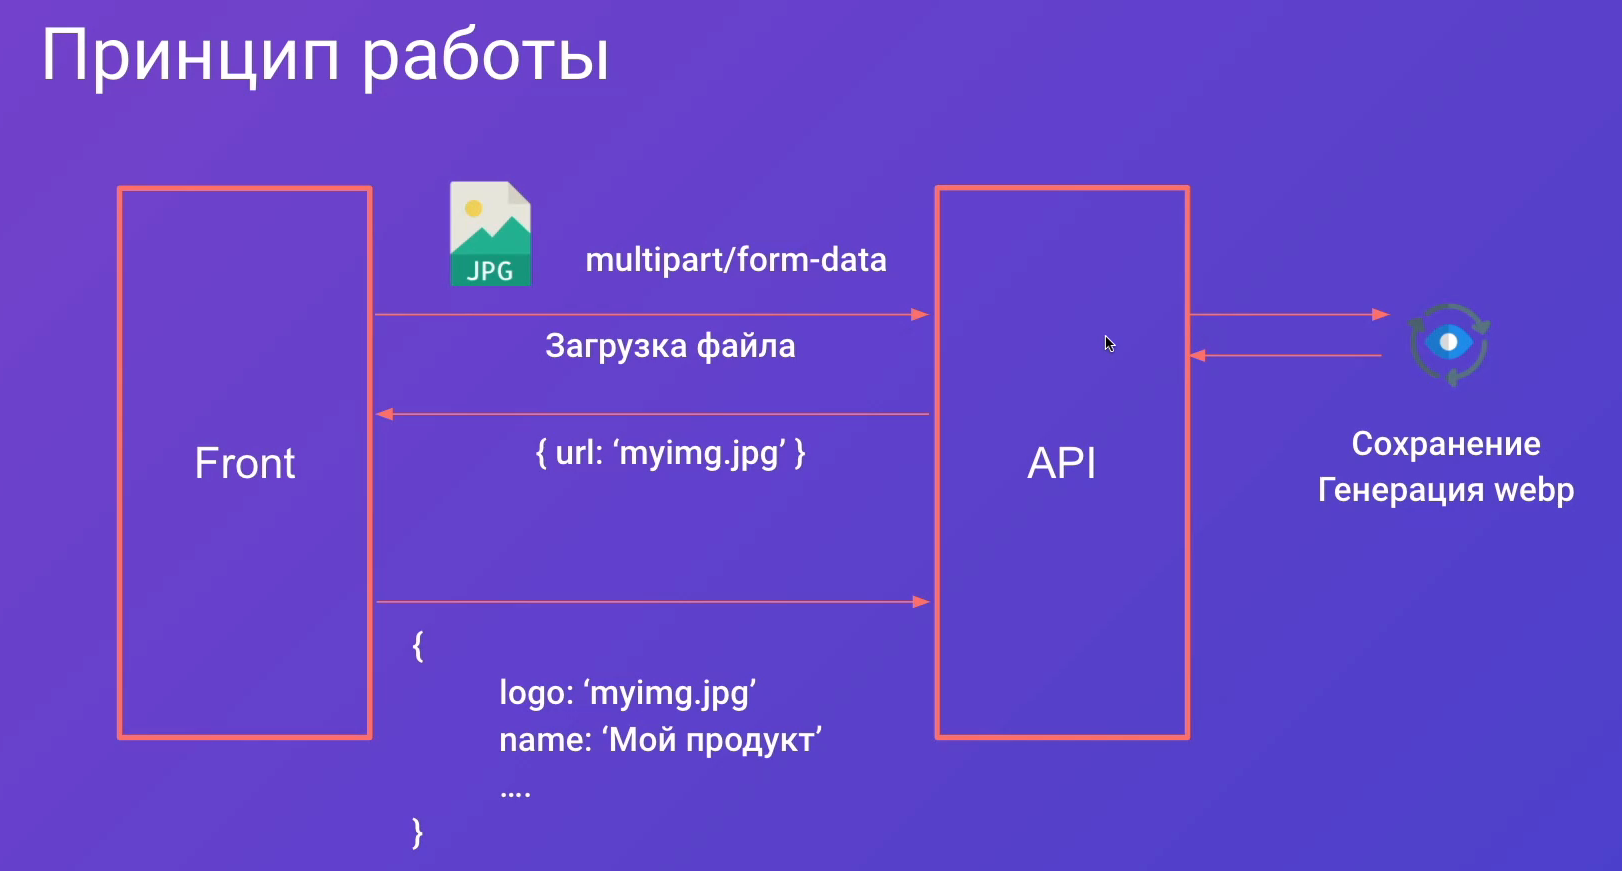 Принцип работы
JPG
multipart/form-data
Загрузка файла
{ url: ‘myimg.jpg’ }
Front
API
Сохранение
Генерация webp
{
logo: ‘myimg.jpg’
name: ‘Мой продукт’
....
}